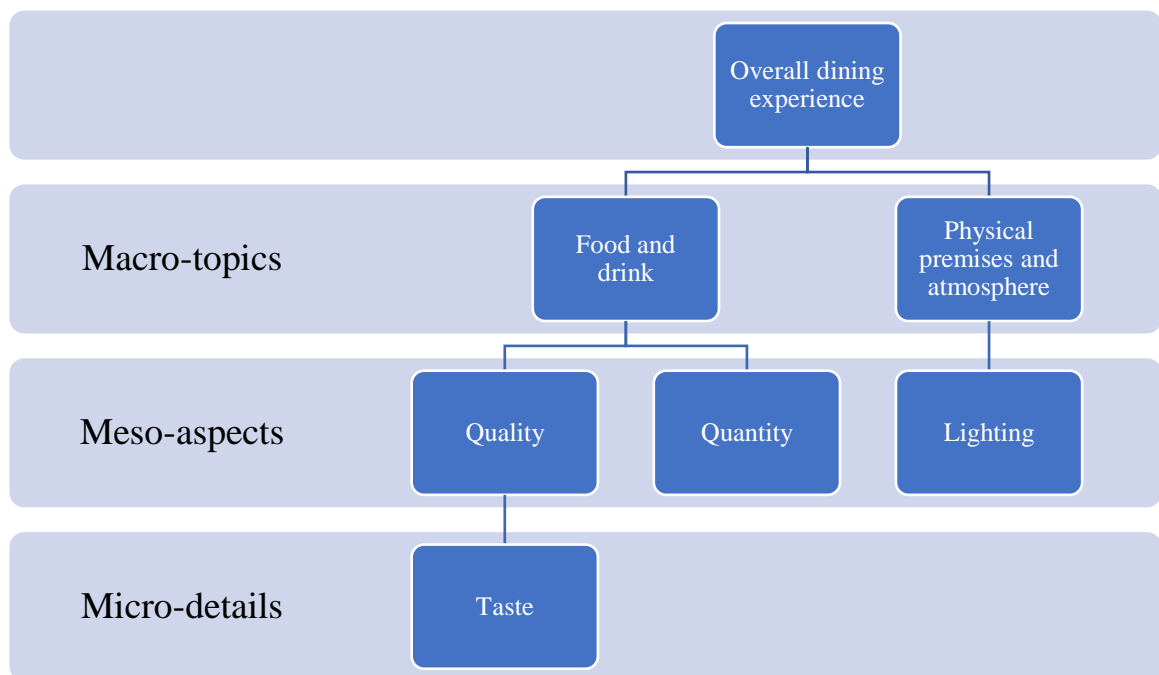 Overall dining
experience
Macro-topics
Food and
drink
Physical
premises and
atmosphere
Meso-aspects
Quality
Quantity
Lighting
Micro-details
Taste